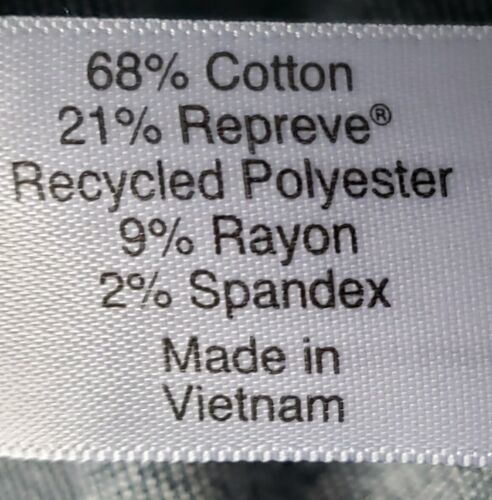 68% Cotton
21% Repreve®
Recycled Polyester
9% Rayon
2% Spandex
Made in
Vietnam